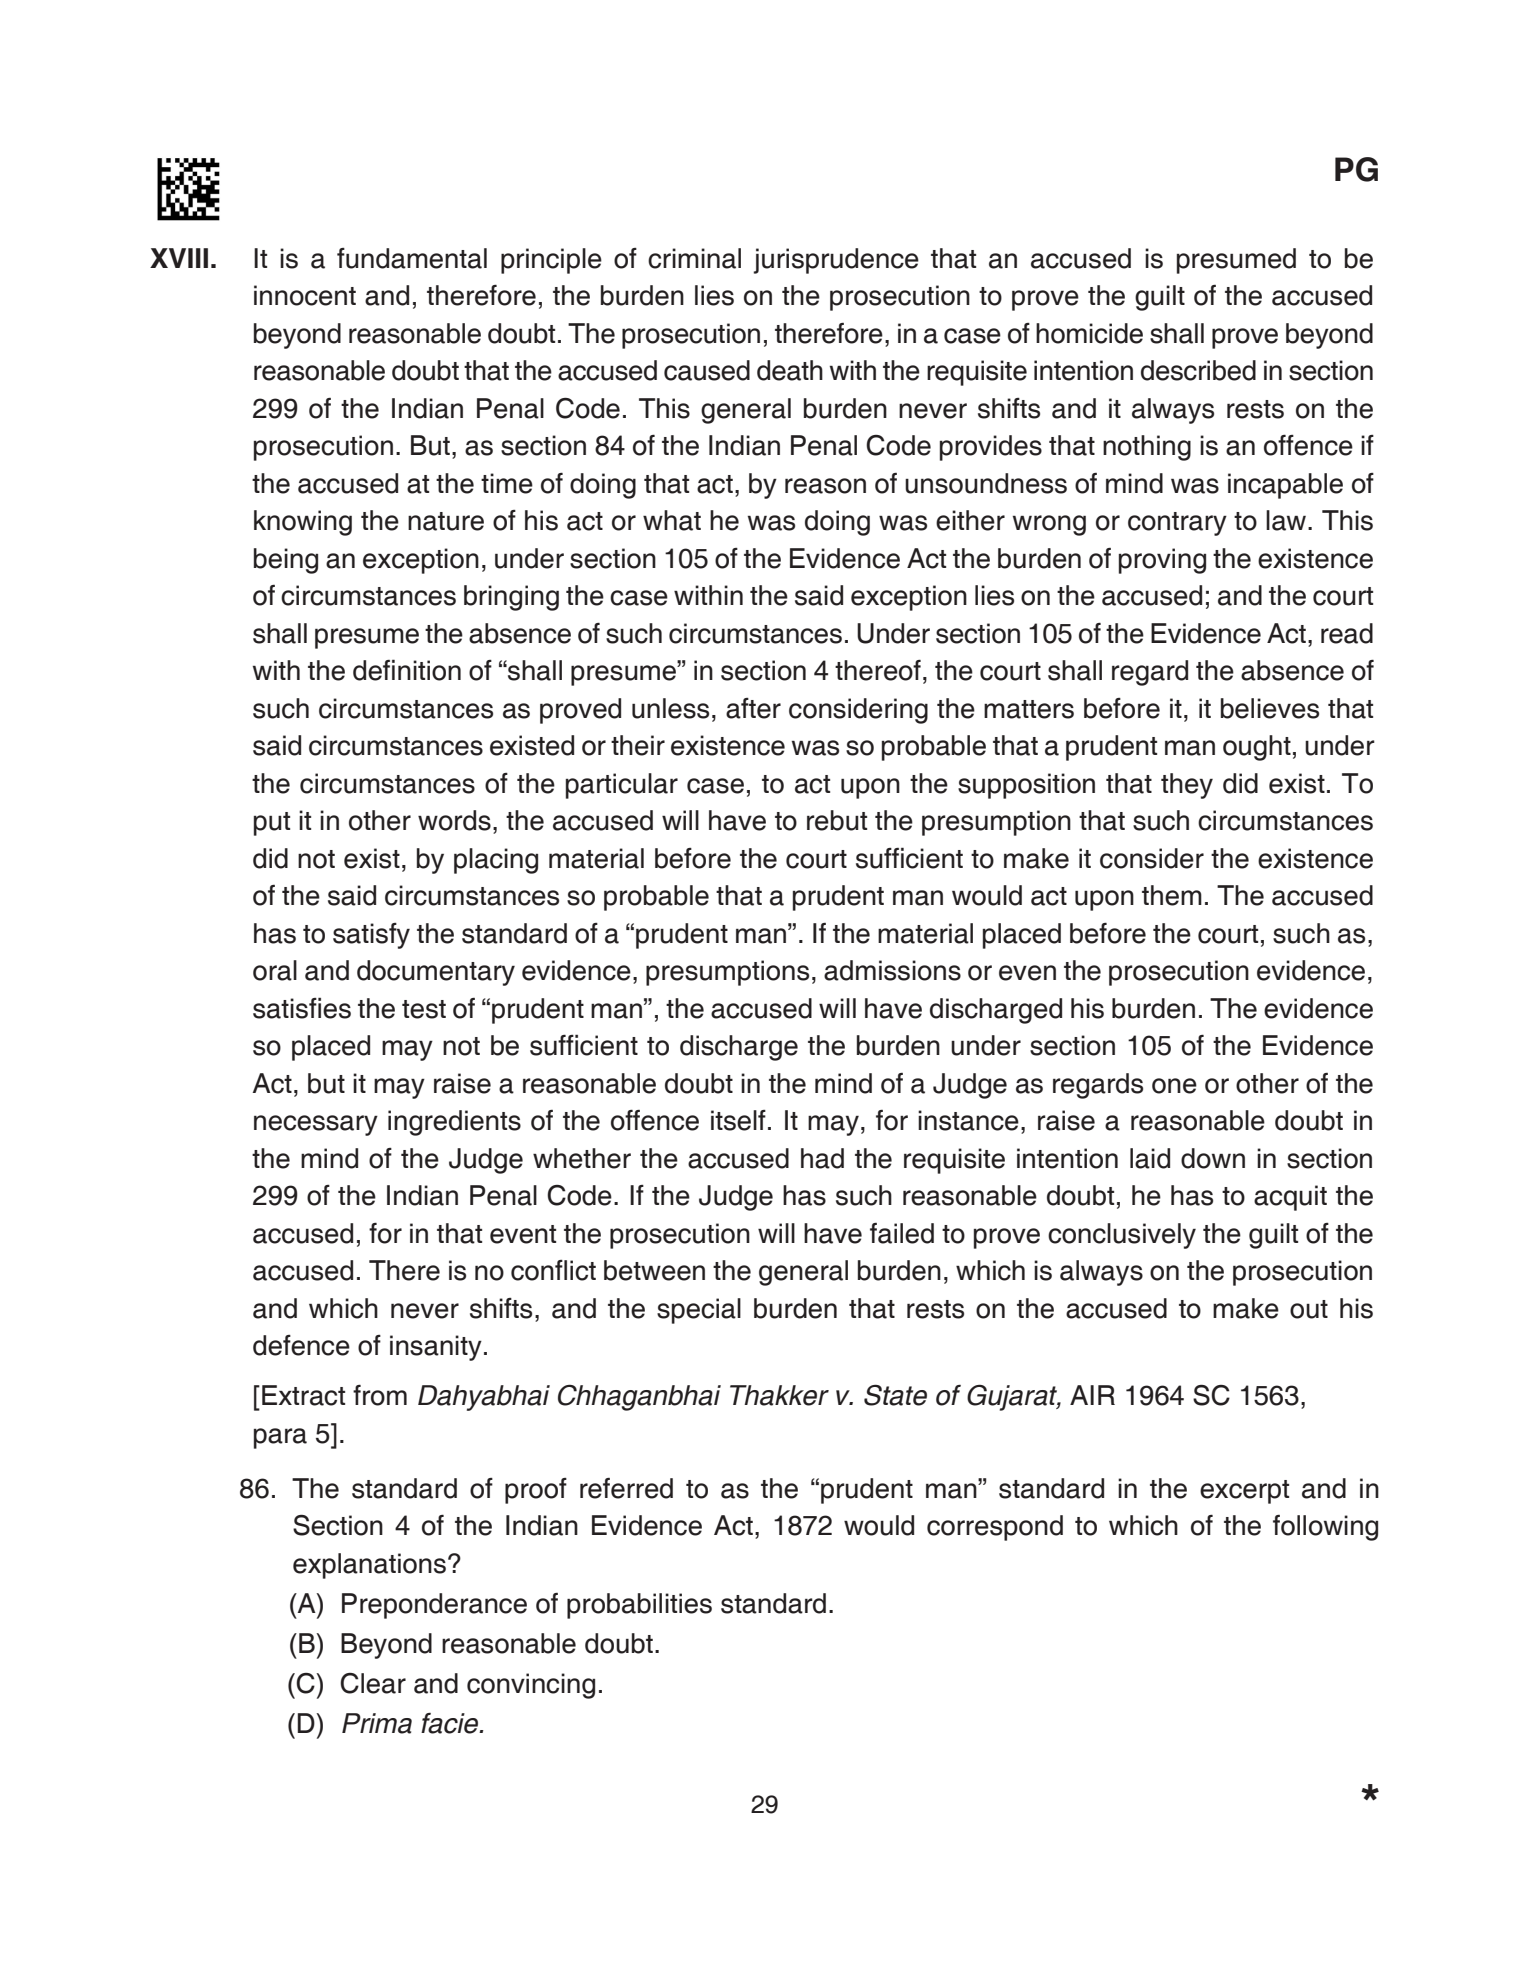 PG
XVIII. It is a fundamental principle of criminal jurisprudence that an accused is presumed to be
innocent and, therefore, the burden lies on the prosecution to prove the guilt of the accused
beyond reasonable doubt. The prosecution, therefore, in a case of homicide shall prove beyond
reasonable doubt that the accused caused death with the requisite intention described in section
299 of the Indian Penal Code. This general burden never shifts and it always rests on the
prosecution. But, as section 84 of the Indian Penal Code provides that nothing is an offence if
the accused at the time of doing that act, by reason of unsoundness of mind was incapable of
knowing the nature of his act or what he was doing was either wrong or contrary to law. This
being an exception, under section 105 of the Evidence Act the burden of proving the existence
of circumstances bringing the case within the said exception lies on the accused; and the court
shall presume the absence of such circumstances. Under section 105 of the Evidence Act, read
with the definition of “shall presume” in section 4 thereof, the court shall regard the absence of
such circumstances as proved unless, after considering the matters before it, it believes that
said circumstances existed or their existence was so probable that a prudent man ought, under
the circumstances of the particular case, to act upon the supposition that they did exist. To
put it in other words, the accused will have to rebut the presumption that such circumstances
did not exist, by placing material before the court sufficient to make it consider the existence
of the said circumstances so probable that a prudent man would act upon them. The accused
has to satisfy the standard of a “prudent man”. If the material placed before the court, such as,
oral and documentary evidence, presumptions, admissions or even the prosecution evidence,
satisfies the test of “prudent man”, the accused will have discharged his burden. The evidence
so placed may not be sufficient to discharge the burden under section 105 of the Evidence
Act, but it may raise a reasonable doubt in the mind of a Judge as regards one or other of the
necessary ingredients of the offence itself. It may, for instance, raise a reasonable doubt in
the mind of the Judge whether the accused had the requisite intention laid down in section
299 of the Indian Penal Code. If the Judge has such reasonable doubt, he has to acquit the
accused, for in that event the prosecution will have failed to prove conclusively the guilt of the
accused. There is no conflict between the general burden, which is always on the prosecution
and which never shifts, and the special burden that rests on the accused to make out his
defence of insanity.
[Extract from Dahyabhai Chhaganbhai Thakker v. State of Gujarat, AIR 1964 SC 1563,
para 5].
86. The standard of proof referred to as the “prudent man” standard in the excerpt and in
Section 4 of the Indian Evidence Act, 1872 would correspond to which of the following
explanations?
(A) Preponderance of probabilities standard.
(B) Beyond reasonable doubt.
(C) Clear and convincing.
(D) Prima facie.
29
*